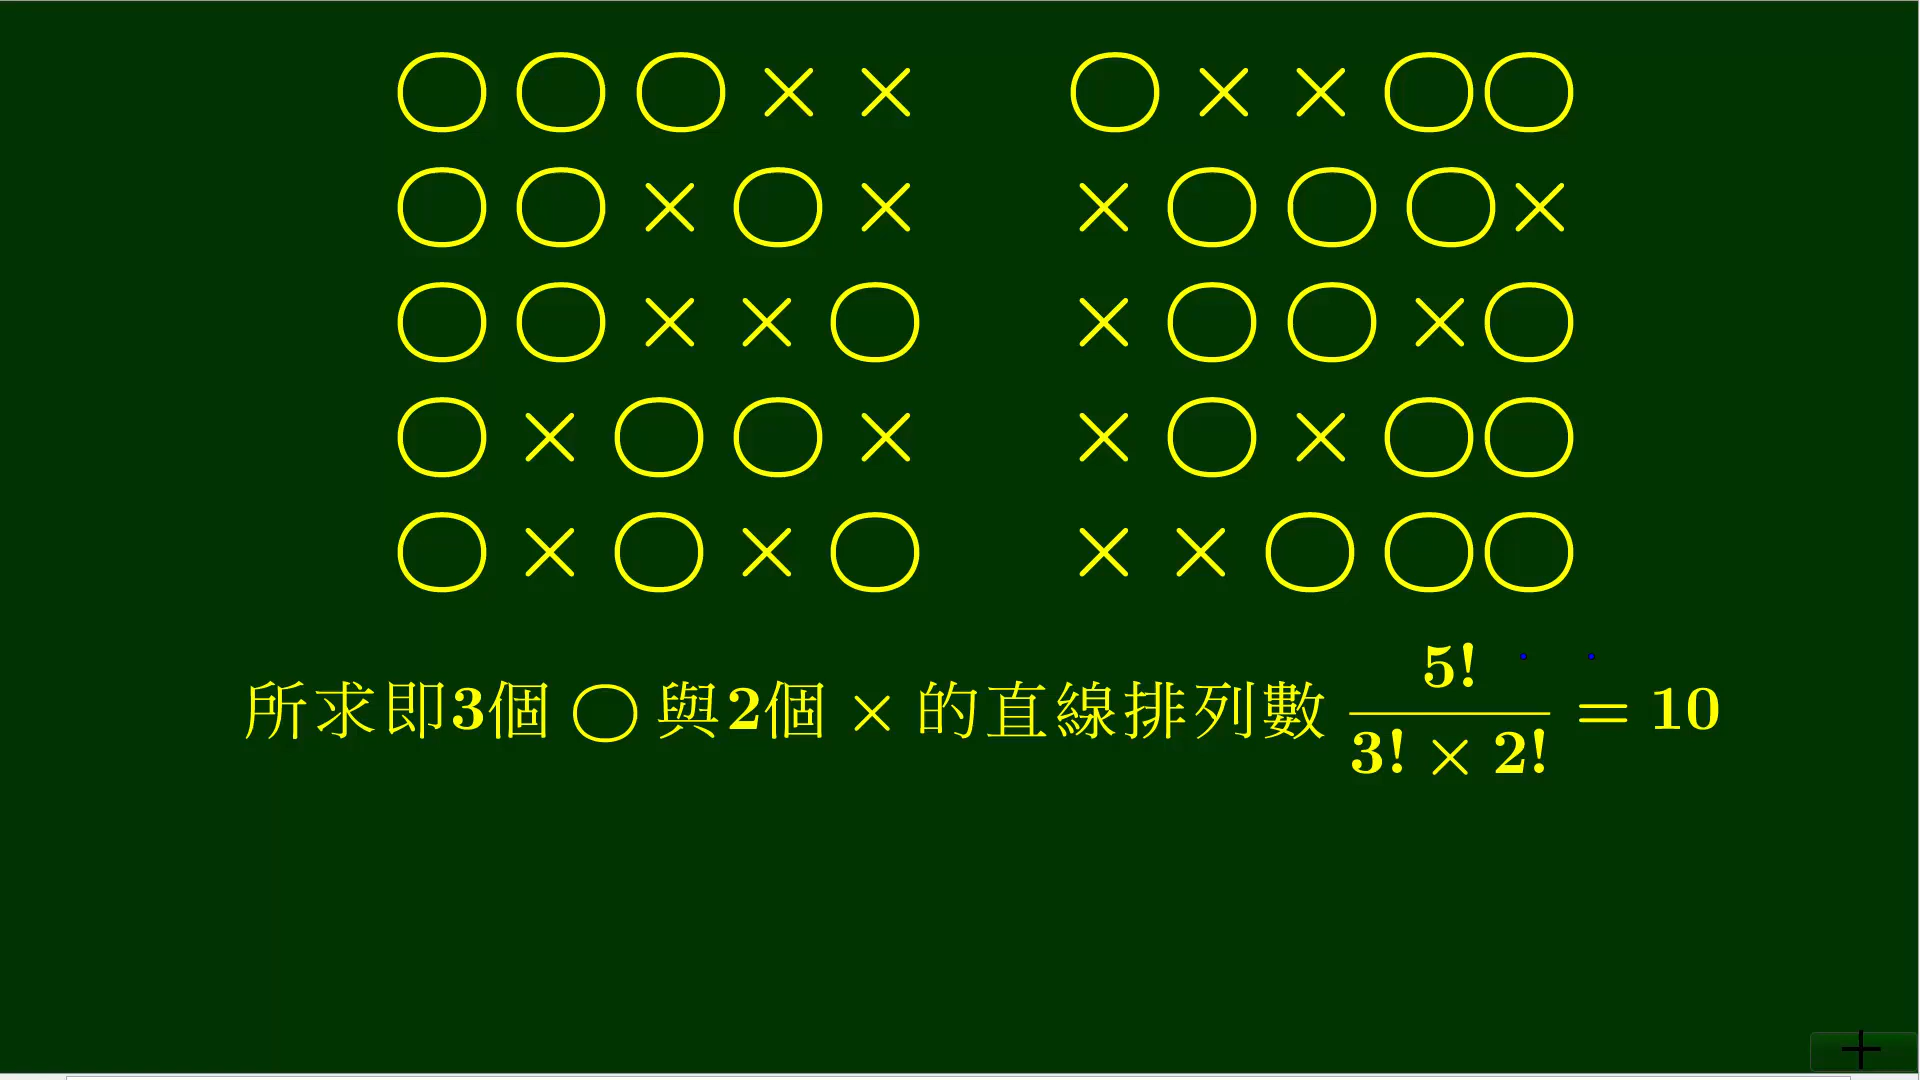 ○ ○ ○ × × ○ × × ○ ○
○ ○ × ○ × × ○ ○ ○ ×
○ ○ × × ○ × ○ ○ × ○
○ × ○ ○ × × ○ × ○ ○
○ × ○ × ○ × × ○ ○ ○
所求即3個 ○ 與2個 × 的直線排列數 5! / (3! × 2!) = 10